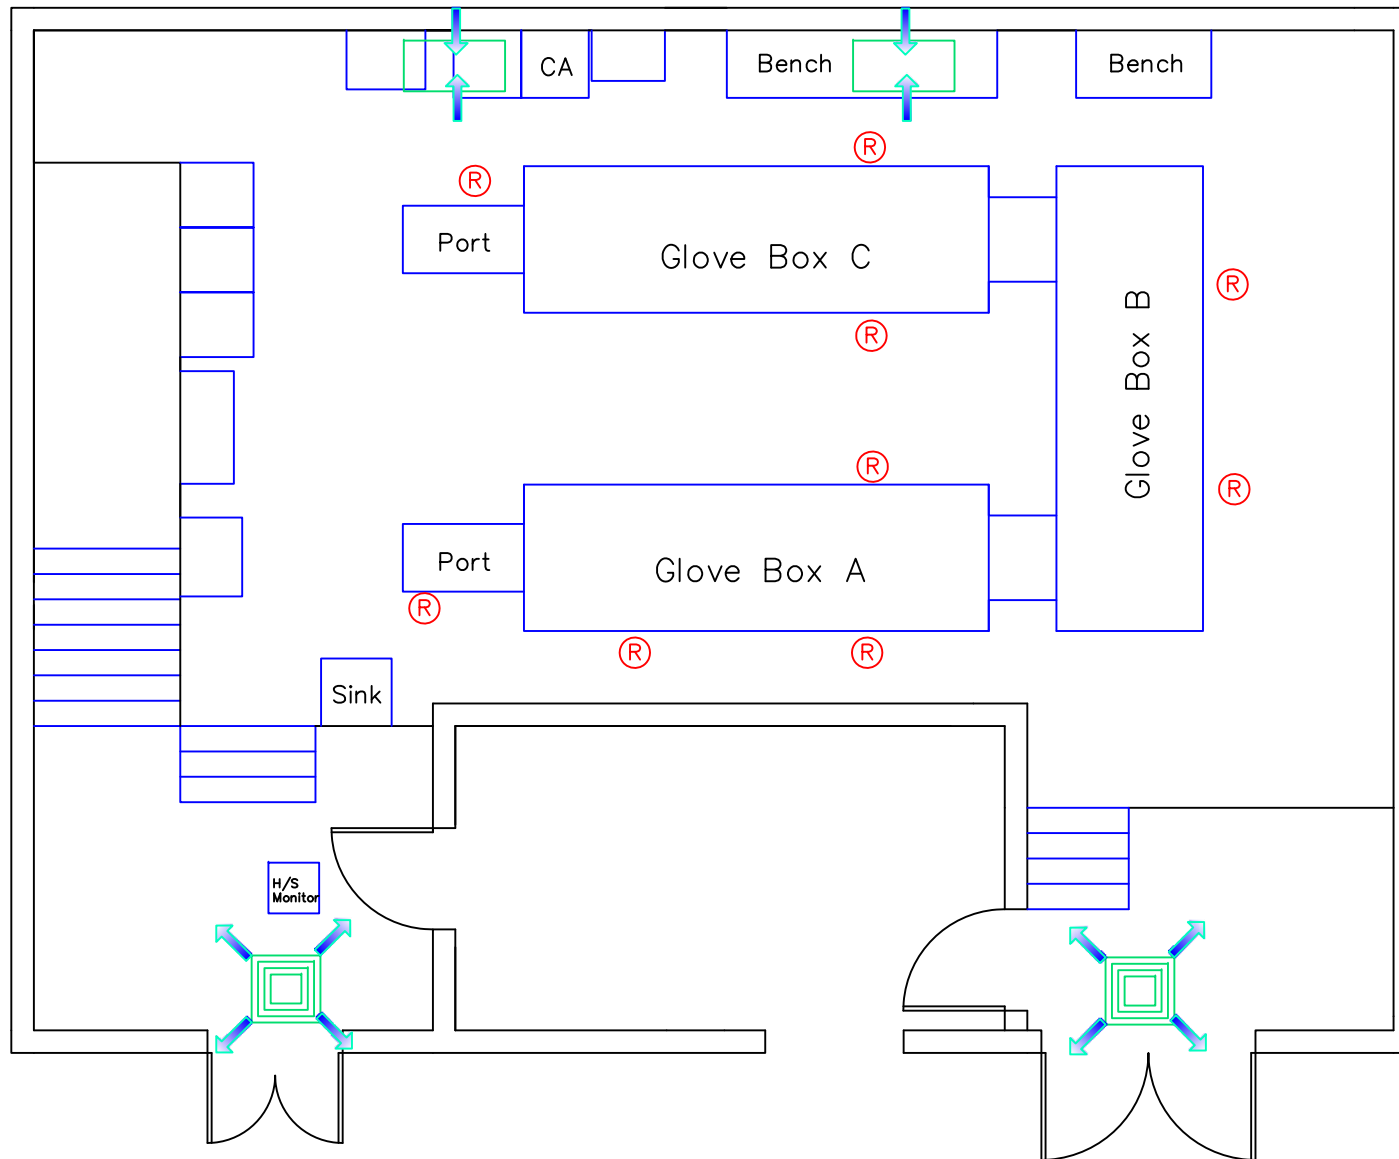 CA
Bench
Bench
R
R
Port
Glove Box C
R
R
Glove Box B
R
R
R
Port
Glove Box A
R
R
R
Sink
H/S
Monitor